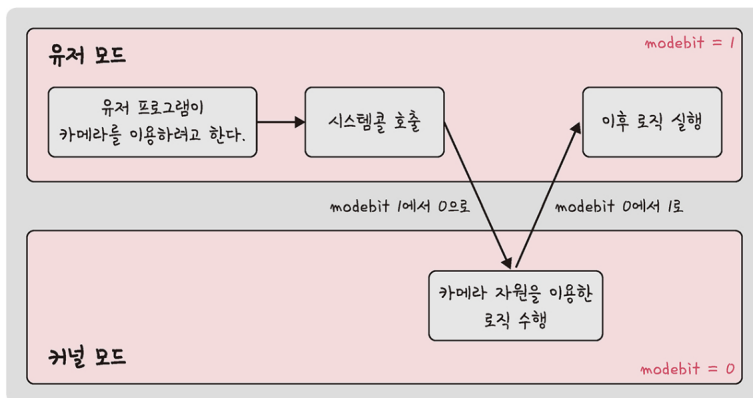 유저 모드
modebit = 1
유저 프로그램이
카메라를 이용하려고 한다.
시스템콜 호출
이후 로직 실행
modebit 1에서 0으로
modebit 0에서 1로
카메라 자원을 이용한
로직 수행
커널 모드
modebit = 0